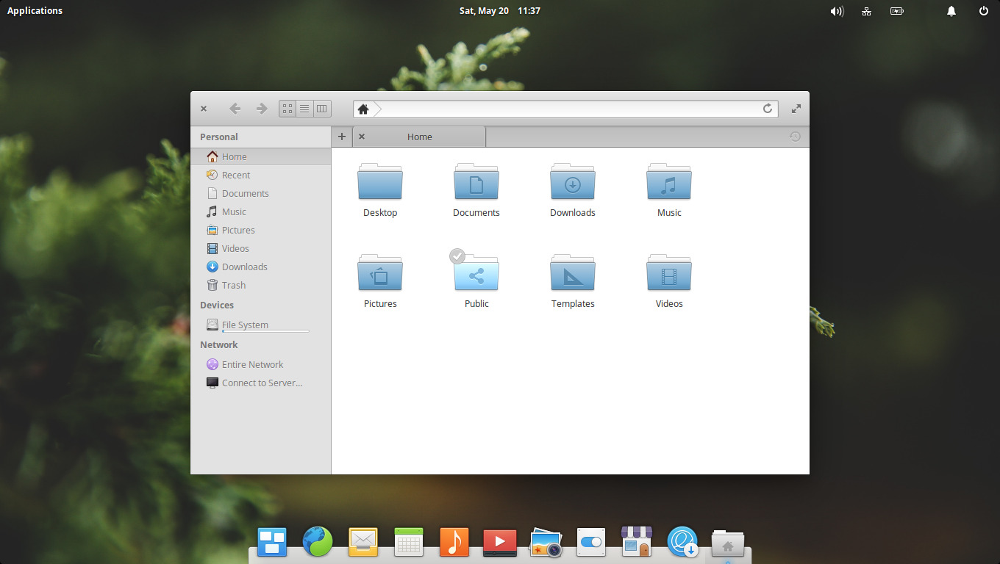 Applications
Sat, May 20 11:37
Personal
Home
Home
Recent
Documents
Music
Pictures
Videos
Downloads
Trash
Devices
File System
Network
Entire Network
Connect to Server...
Desktop
Documents
Downloads
Music
Pictures
Public
Templates
Videos